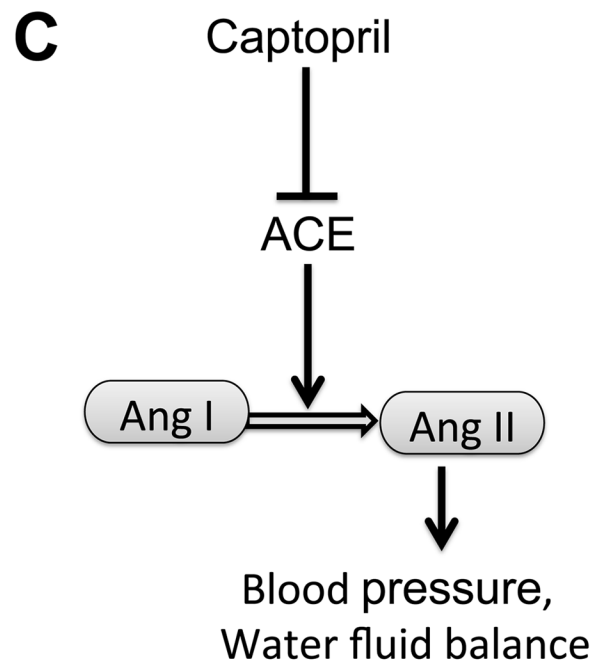 C
Captopril
ACE
Ang I
Ang II
Blood pressure,
Water fluid balance